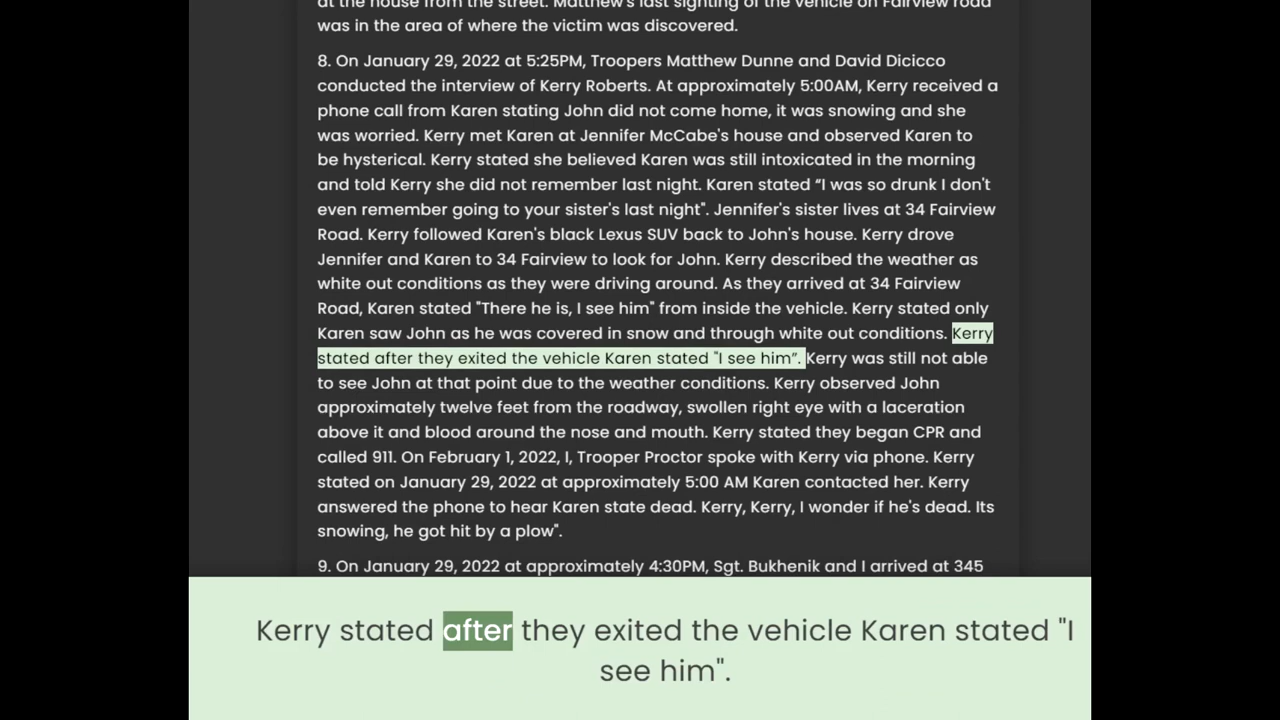 at the house from the street. Matthew's last sighting of the vehicle on Fairview road
was in the area of where the victim was discovered.
8. On January 29, 2022 at 5:25PM, Troopers Matthew Dunne and David Dicicco
conducted the interview of Kerry Roberts. At approximately 5:00AM, Kerry received a
phone call from Karen stating John did not come home, it was snowing and she
was worried. Kerry met Karen at Jennifer McCabe's house and observed Karen to
be hysterical. Kerry stated she believed Karen was still intoxicated in the morning
and told Kerry she did not remember last night. Karen stated “I was so drunk I don't
even remember going to your sister's last night". Jennifer's sister lives at 34 Fairview
Road. Kerry followed Karen's black Lexus SUV back to John's house. Kerry drove
Jennifer and Karen to 34 Fairview to look for John. Kerry described the weather as
white out conditions as they were driving around. As they arrived at 34 Fairview
Road, Karen stated "There he is, I see him" from inside the vehicle. Kerry stated only
Karen saw John as he was covered in snow and through white out conditions. Kerry
stated after they exited the vehicle Karen stated "I see him”. Kerry was still not able
to see John at that point due to the weather conditions. Kerry observed John
approximately twelve feet from the roadway, swollen right eye with a laceration
above it and blood around the nose and mouth. Kerry stated they began CPR and
called 911. On February 1, 2022, I, Trooper Proctor spoke with Kerry via phone. Kerry
stated on January 29, 2022 at approximately 5:00 AM Karen contacted her. Kerry
answered the phone to hear Karen state dead. Kerry, Kerry, I wonder if he's dead. Its
snowing, he got hit by a plow".
9. On January 29, 2022 at approximately 4:30PM, Sgt. Bukhenik and I arrived at 345
Kerry stated after they exited the vehicle Karen stated "I
see him".